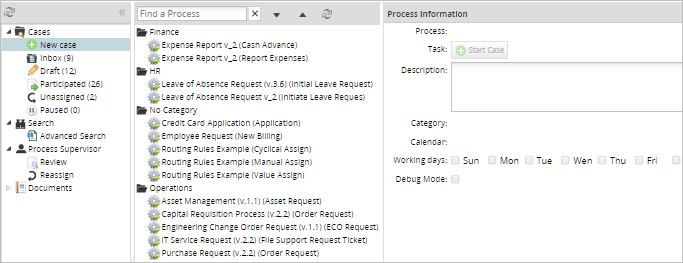 Cases
New case
Inbox (9)
Draft (12)
Participated (26)
Unassigned (2)
Paused (0)
Search
Advanced Search
Process Supervisor
Review
Reassign
Documents
Find a Process
Finance
Expense Report v_2 (Cash Advance)
Expense Report v_2 (Report Expenses)
HR
Leave of Absence Request (v.3.6) (Initial Leave Request)
Leave of Absence Request v_2 (Initiate Leave Reques)
No Category
Credit Card Application (Application)
Employee Request (New Billing)
Routing Rules Example (Cyclical Assign)
Routing Rules Example (Manual Assign)
Routing Rules Example (Value Assign)
Operations
Asset Management (v.1.1) (Asset Request)
Capital Requisition Process (v.2.2) (Order Request)
Engineering Change Order Request (v.1.1) (ECO Request)
IT Service Request (v.2.2) (File Support Request Ticket)
Purchase Request (v.2.2) (Order Request)
Process Information
Process:
Task: Start Case
Description:
Category:
Calendar:
Working days: Sun Mon Tue Wen Thu Fri
Debug Mode: